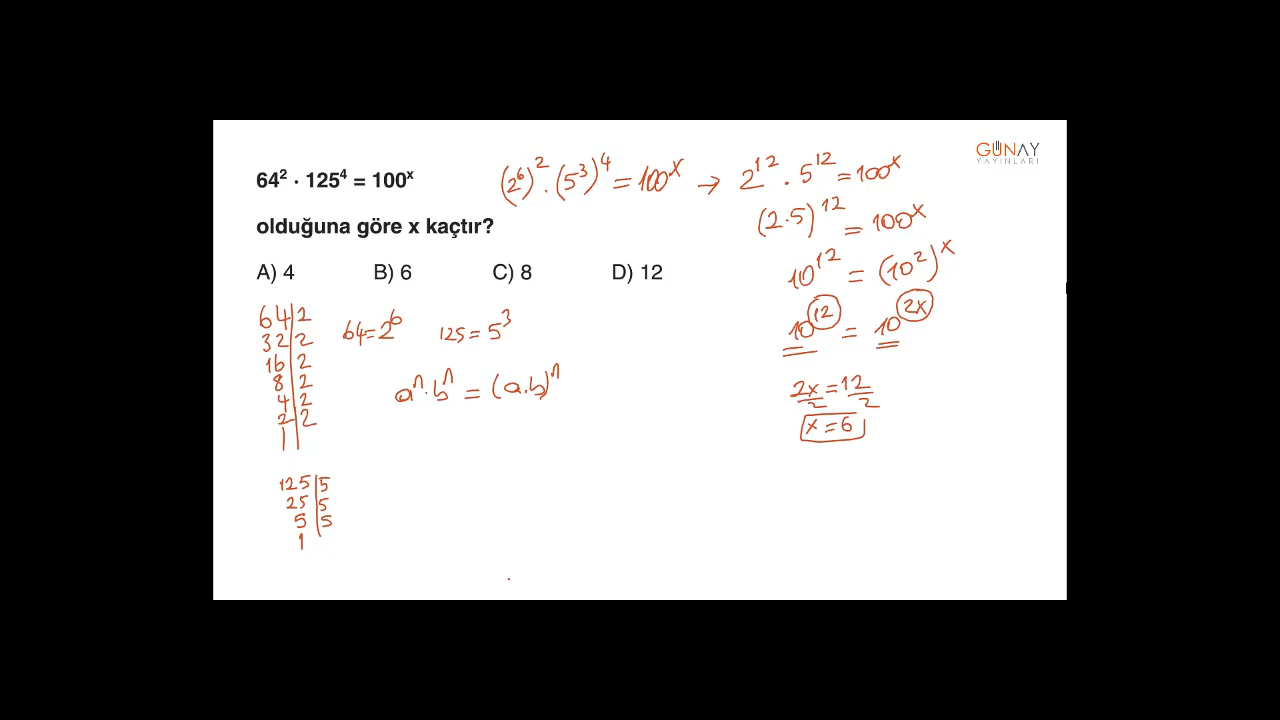 GÜNAY
YAYINLARI
64² · 125⁴ = 100ˣ
olduğuna göre x kaçtır?
A) 4 B) 6 C) 8 D) 12
(2⁶)² · (5³)⁴ = 100ˣ → 2¹² · 5¹² = 100ˣ
(2·5)¹² = 100ˣ
10¹² = (10²)ˣ
10¹² = 10²ˣ
2x/2 = 12/2
x = 6
64 | 2
32 | 2
16 | 2
8 | 2
4 | 2
2 | 2
1
64 = 2⁶ 125 = 5³
aⁿ · bⁿ = (a.b)ⁿ
125 | 5
25 | 5
5 | 5
1